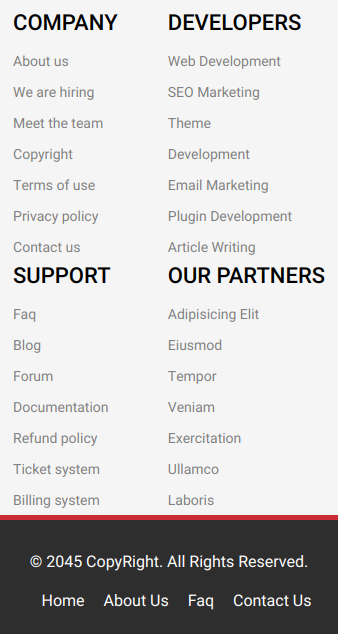 COMPANY
About us
We are hiring
Meet the team
Copyright
Terms of use
Privacy policy
Contact us
DEVELOPERS
Web Development
SEO Marketing
Theme
Development
Email Marketing
Plugin Development
Article Writing
SUPPORT
Faq
Blog
Forum
Documentation
Refund policy
Ticket system
Billing system
OUR PARTNERS
Adipisicing Elit
Eiusmod
Tempor
Veniam
Exercitation
Ullamco
Laboris
© 2045 CopyRight. All Rights Reserved.
Home About Us Faq Contact Us